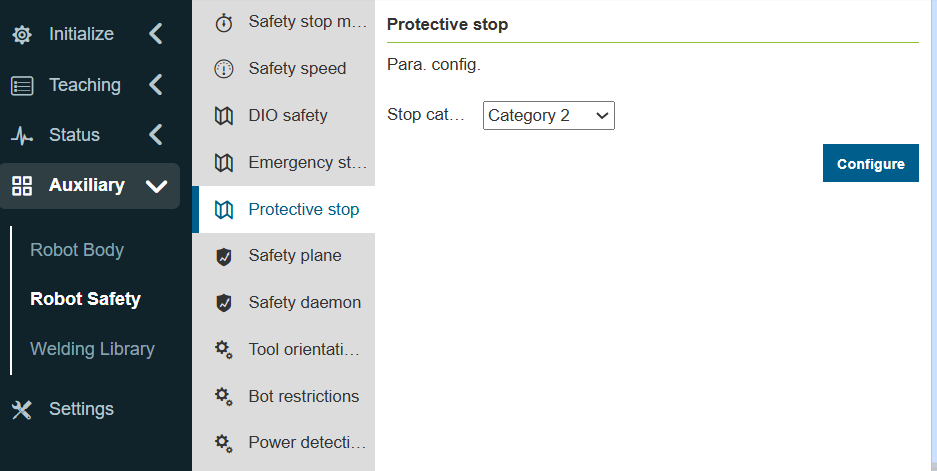 Initialize
Teaching
Status
Auxiliary
Robot Body
Robot Safety
Welding Library
Settings
Safety stop m...
Safety speed
DIO safety
Emergency st...
Protective stop
Safety plane
Safety daemon
Tool orientati...
Bot restrictions
Power detecti...
Protective stop
Para. config.
Stop cat... Category 2
Configure